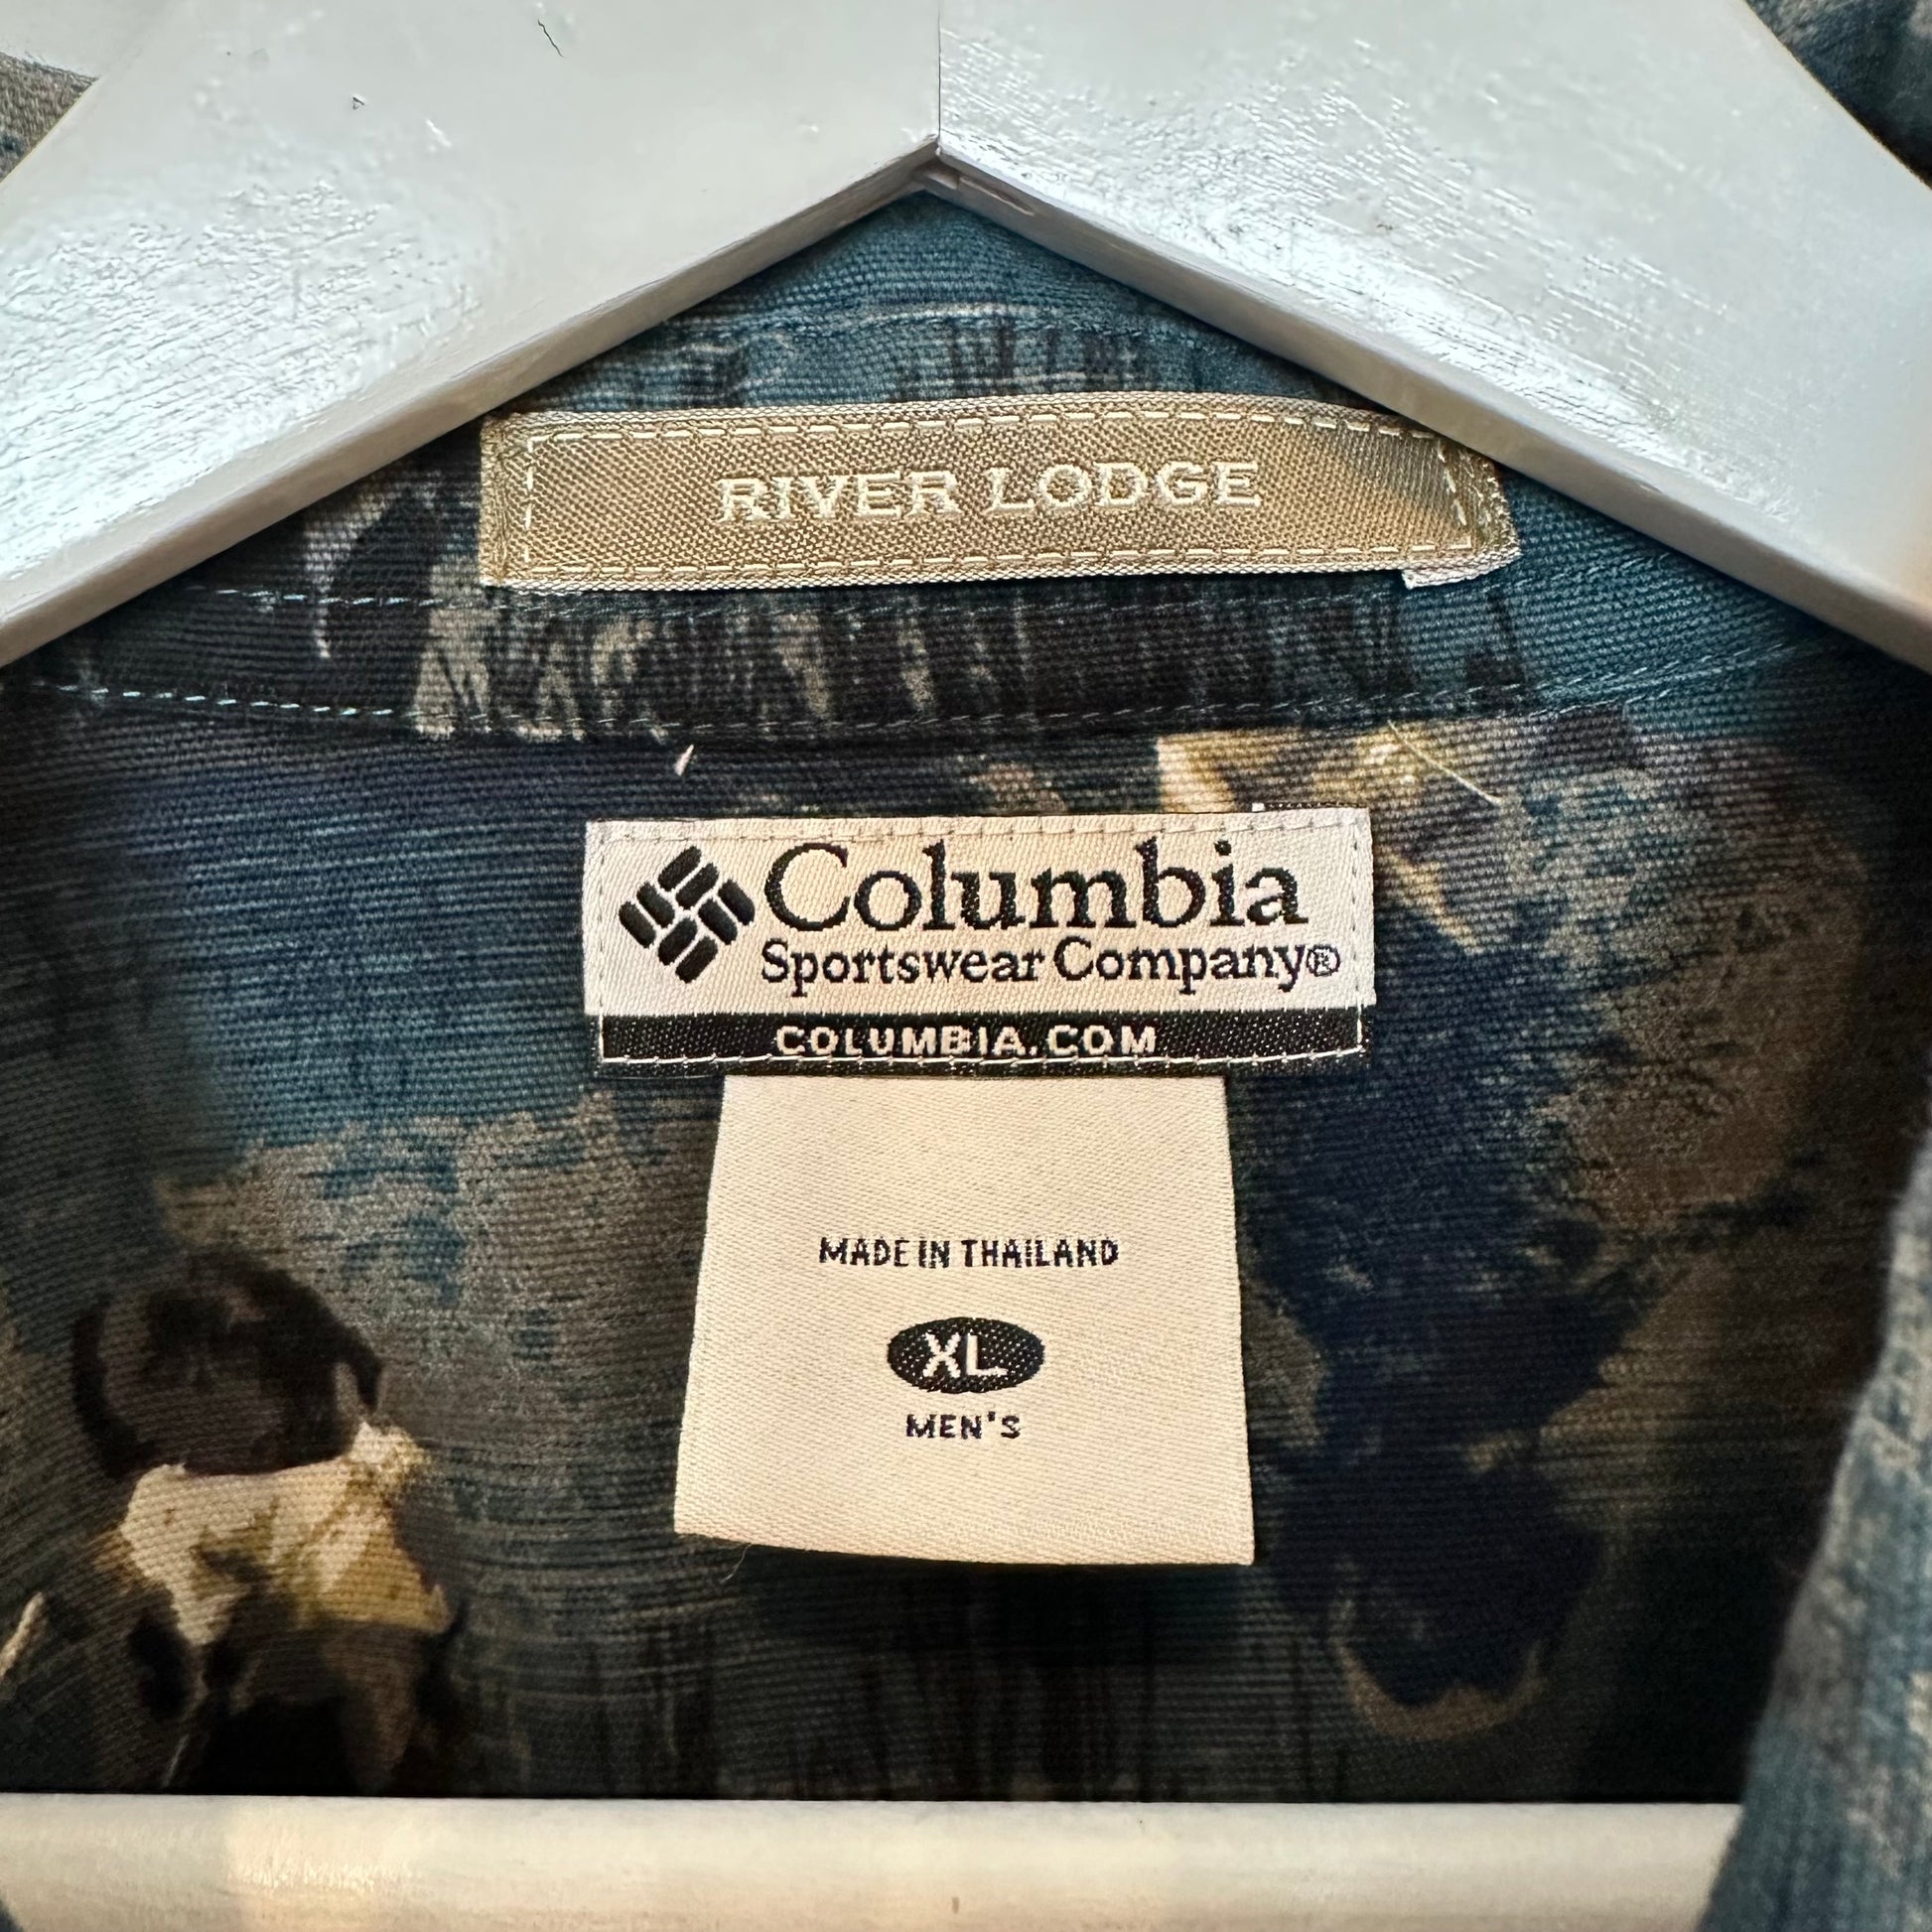 RIVER LODGE
Columbia
Sportswear Company®
COLUMBIA.COM
MADE IN THAILAND
XL
MEN'S